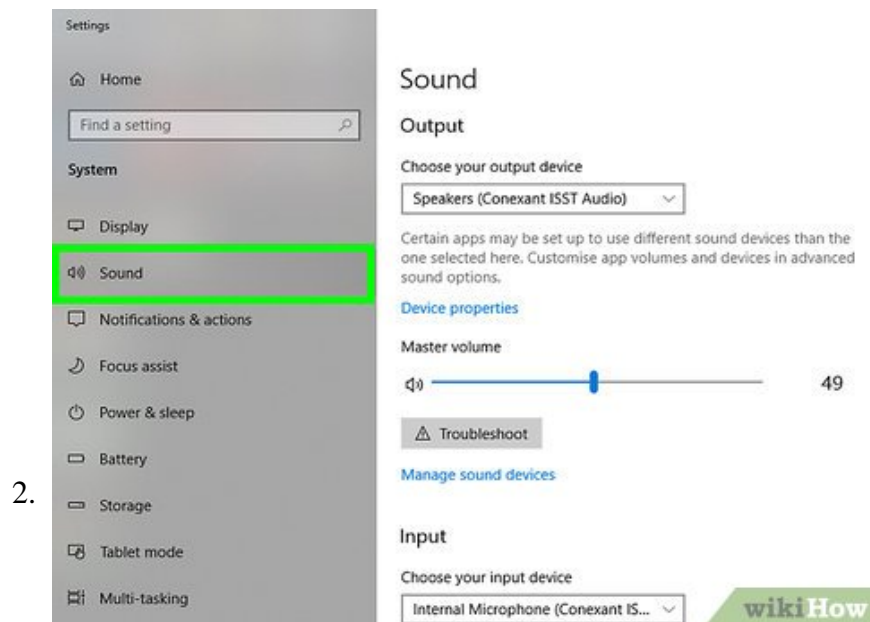 Settings
Home
Find a setting
System
Display
Sound
Notifications & actions
Focus assist
Power & sleep
Battery
2.
Storage
Tablet mode
Multi-tasking
Sound
Output
Choose your output device
Speakers (Conexant ISST Audio)
Certain apps may be set up to use different sound devices than the
one selected here. Customise app volumes and devices in advanced
sound options.
Device properties
Master volume
49
Troubleshoot
Manage sound devices
Input
Choose your input device
Internal Microphone (Conexant IS...
wikiHow